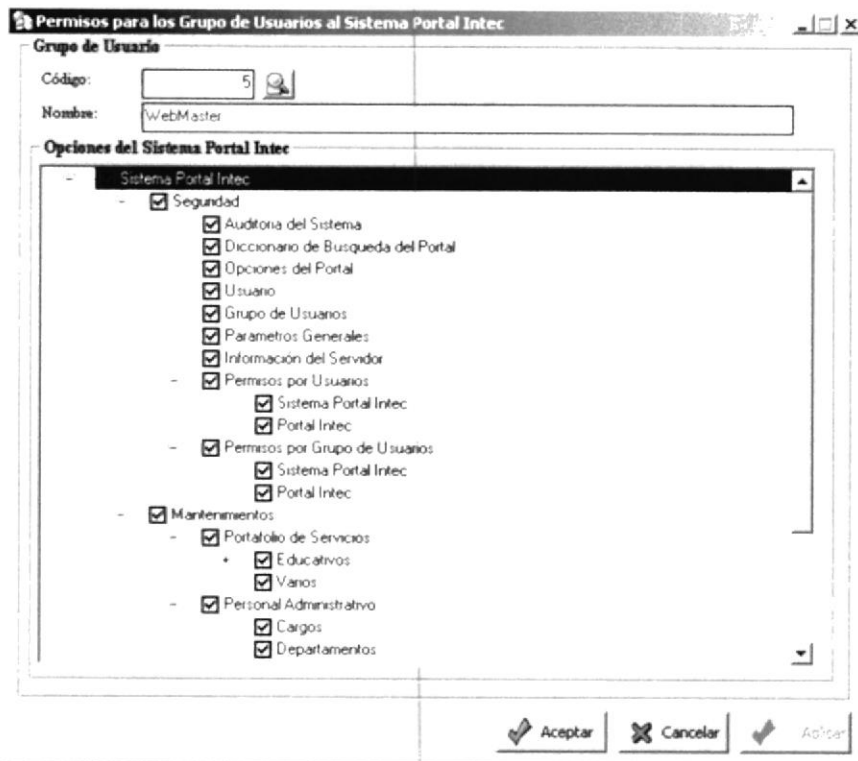 Permisos para los Grupo de Usuarios al Sistema Portal Intec
Grupo de Usuario
Código: 5
Nombre: WebMaster
Opciones del Sistema Portal Intec
- Sistema Portal Intec
- Seguridad
Auditoria del Sistema
Diccionario de Busqueda del Portal
Opciones del Portal
Usuario
Grupo de Usuarios
Parametros Generales
Información del Servidor
- Permisos por Usuarios
Sistema Portal Intec
Portal Intec
- Permisos por Grupo de Usuarios
Sistema Portal Intec
Portal Intec
- Mantenimientos
- Portafolio de Servicios
+ Educativos
Varios
- Personal Administrativo
Cargos
Departamentos
Aceptar Cancelar Aplicar